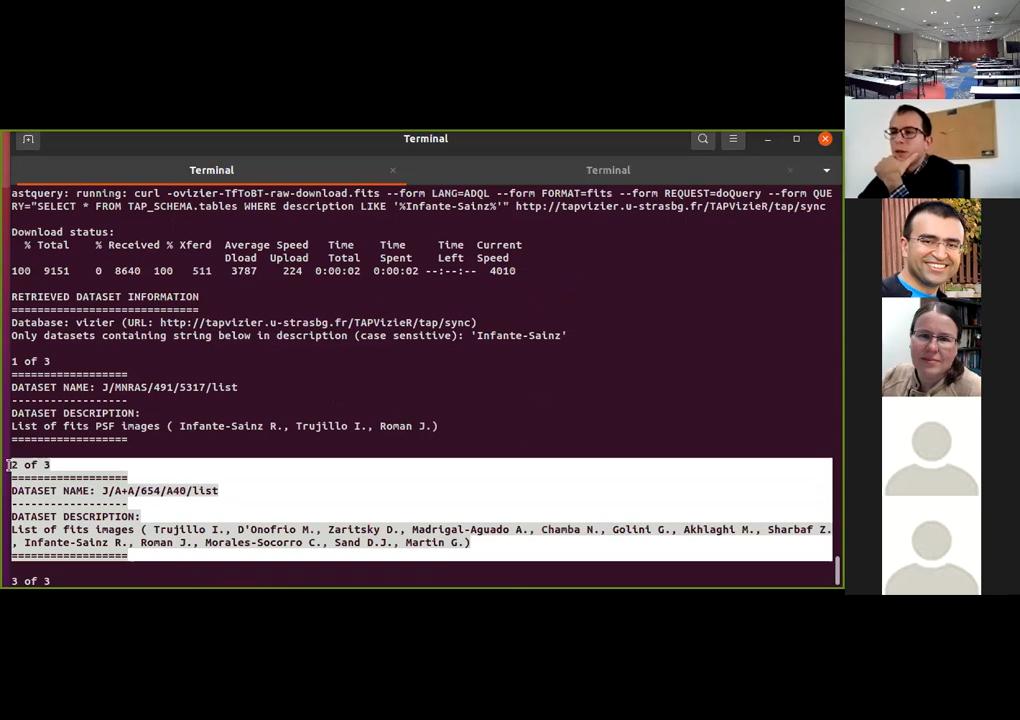 Terminal
Terminal
Terminal
astquery: running: curl -ovizier-TfToBT-raw-download.fits --form LANG=ADQL --form FORMAT=fits --form REQUEST=doQuery --form QUE
RY="SELECT * FROM TAP_SCHEMA.tables WHERE description LIKE '%Infante-Sainz%'" http://tapvizier.u-strasbg.fr/TAPVizieR/tap/sync
Download status:
% Total % Received % Xferd Average Speed Time Time Time Current
Dload Upload Total Spent Left Speed
100 9151 0 8640 100 511 3787 224 0:00:02 0:00:02 --:--:-- 4010
RETRIEVED DATASET INFORMATION
=============================
Database: vizier (URL: http://tapvizier.u-strasbg.fr/TAPVizieR/tap/sync)
Only datasets containing string below in description (case sensitive): 'Infante-Sainz'
1 of 3
==================
DATASET NAME: J/MNRAS/491/5317/list
------------------
DATASET DESCRIPTION:
List of fits PSF images ( Infante-Sainz R., Trujillo I., Roman J.)
==================
2 of 3
==================
DATASET NAME: J/A+A/654/A40/list
------------------
DATASET DESCRIPTION:
List of fits images ( Trujillo I., D'Onofrio M., Zaritsky D., Madrigal-Aguado A., Chamba N., Golini G., Akhlaghi M., Sharbaf Z.
, Infante-Sainz R., Roman J., Morales-Socorro C., Sand D.J., Martin G.)
==================
3 of 3